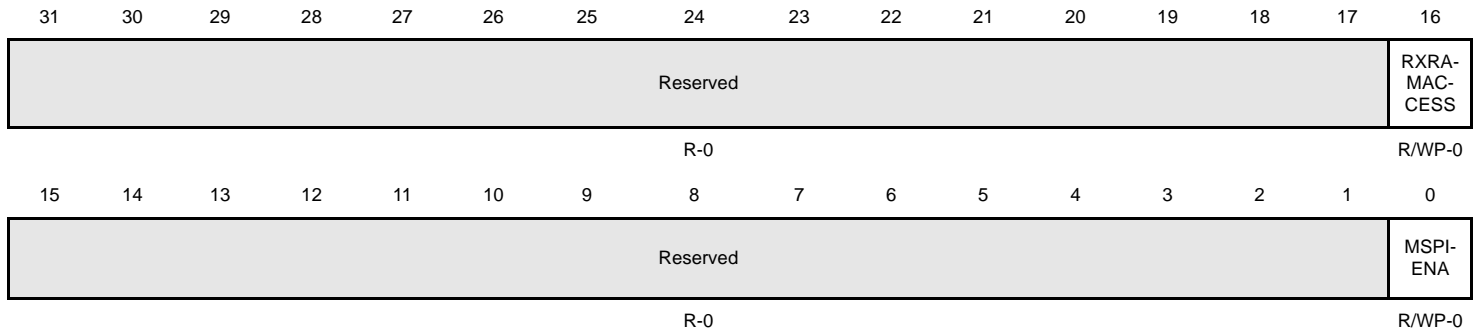 31 30 29 28 27 26 25 24 23 22 21 20 19 18 17 16
Reserved
RXRA-
MAC-
CESS
R-0 R/WP-0
15 14 13 12 11 10 9 8 7 6 5 4 3 2 1 0
Reserved
MSPI-
ENA
R-0 R/WP-0